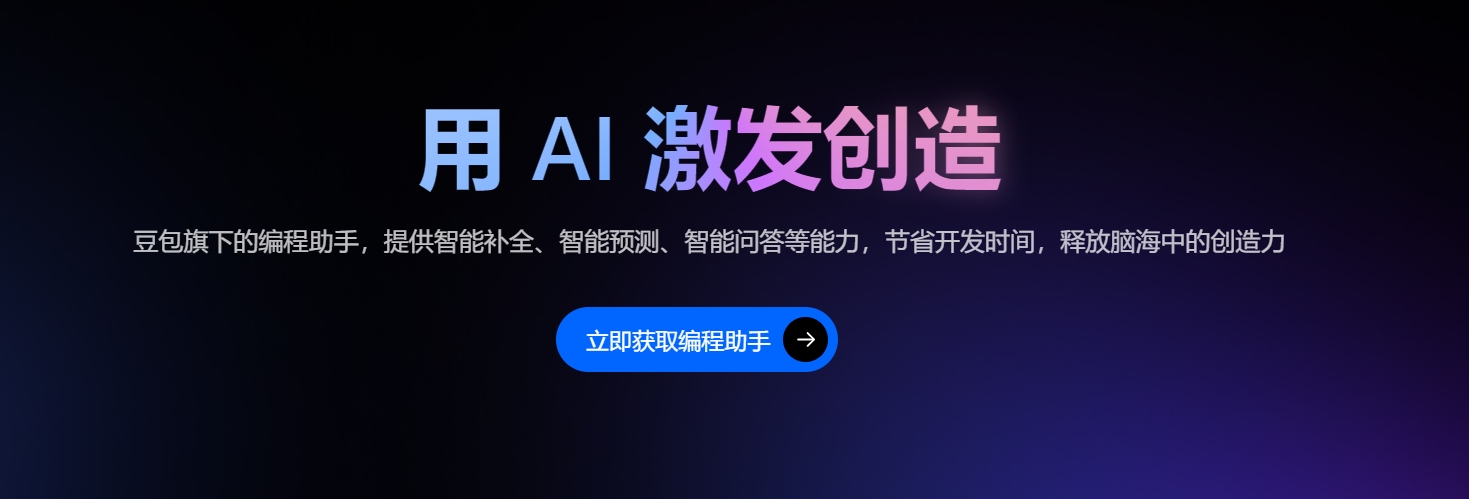 用 AI 激发创造
豆包旗下的编程助手，提供智能补全、智能预测、智能问答等能力，节省开发时间，释放脑海中的创造力
立即获取编程助手